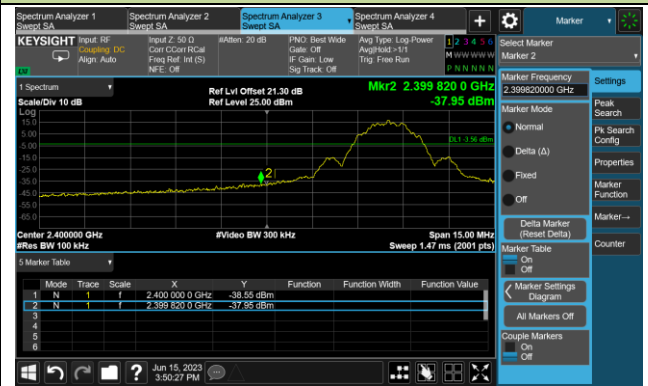 Spectrum Analyzer 1
Swept SA
Spectrum Analyzer 2
Swept SA
Spectrum Analyzer 3
Swept SA
Spectrum Analyzer 4
Swept SA
+
Marker
KEYSIGHT
Input: RF
Coupling: DC
Align: Auto
Input Z: 50 Ω
Corr CCorr RCal
Freq Ref: Int (S)
NFE: Off
#Atten: 20 dB
PNO: Best Wide
Gate: Off
IF Gain: Low
Sig Track: Off
Avg Type: Log-Power
Avg|Hold:>1/1
Trig: Free Run
1 2 3 4 5 6
M W W W W W
P N N N N N
LXI
Select Marker
Marker 2
1 Spectrum
Scale/Div 10 dB
Ref Lvl Offset 21.30 dB
Ref Level 25.00 dBm
Mkr2 2.399 820 0 GHz
-37.95 dBm
Log
15.0
5.00
-5.00
-15.0
-25.0
-35.0
-45.0
-55.0
-65.0
DL1 -3.56 dBm
2
Center 2.400000 GHz
#Res BW 100 kHz
#Video BW 300 kHz
Span 15.00 MHz
Sweep 1.47 ms (2001 pts)
5 Marker Table
Mode Trace Scale X Y Function Function Width Function Value
1 N 1 f 2.400 000 0 GHz -38.55 dBm
2 N 1 f 2.399 820 0 GHz -37.95 dBm
3
4
5
6
Marker Frequency
2.399820000 GHz
Marker Mode
Normal
Delta (Δ)
Fixed
Off
Delta Marker
(Reset Delta)
Marker Table
On
Off
Marker Settings
Diagram
All Markers Off
Couple Markers
On
Off
Settings
Peak
Search
Pk Search
Config
Properties
Marker
Function
Marker→
Counter
?
Jun 15, 2023
3:50:27 PM